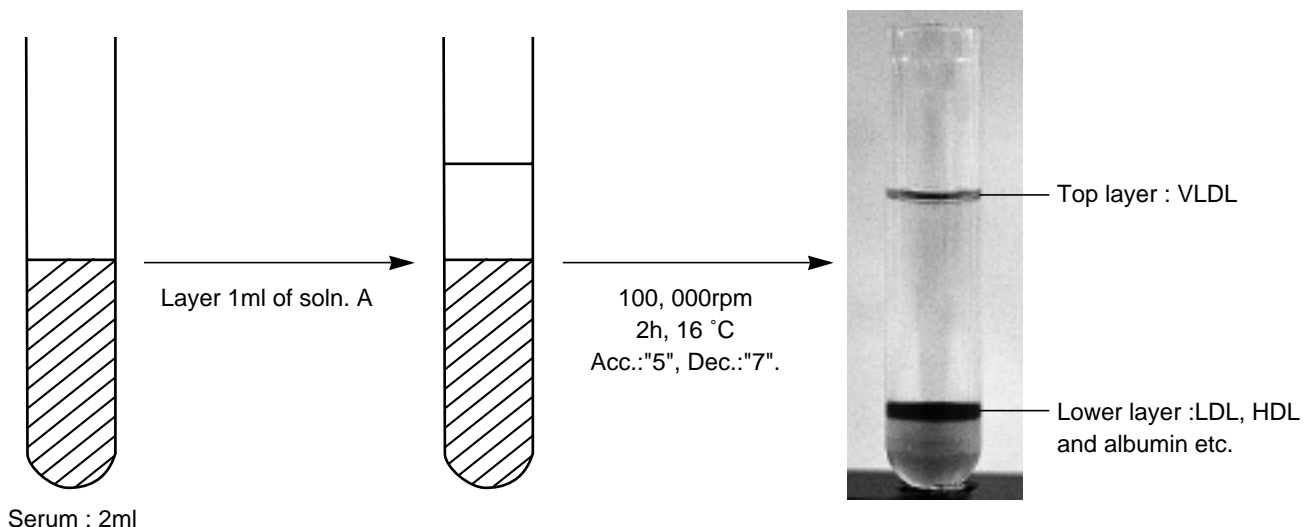 Layer 1ml of soln. A
100, 000rpm
2h, 16 ˚C
Acc.:"5", Dec.:"7".
Top layer : VLDL
Lower layer :LDL, HDL
and albumin etc.
Serum : 2ml